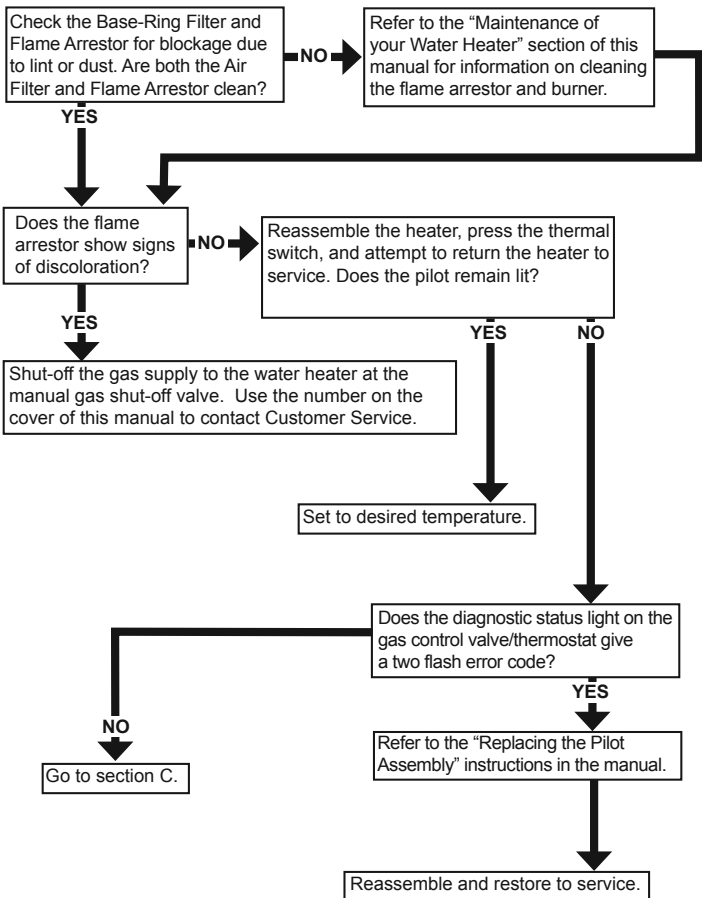 Check the Base-Ring Filter and
Flame Arrestor for blockage due
to lint or dust. Are both the Air
Filter and Flame Arrestor clean?
NO
Refer to the “Maintenance of
your Water Heater” section of this
manual for information on cleaning
the flame arrestor and burner.
YES
Does the flame
arrestor show signs
of discoloration?
NO
Reassemble the heater, press the thermal
switch, and attempt to return the heater to
service. Does the pilot remain lit?
YES
YES
NO
Shut-off the gas supply to the water heater at the
manual gas shut-off valve. Use the number on the
cover of this manual to contact Customer Service.
Set to desired temperature.
Does the diagnostic status light on the
gas control valve/thermostat give
a two flash error code?
YES
NO
Refer to the “Replacing the Pilot
Assembly” instructions in the manual.
Go to section C.
Reassemble and restore to service.